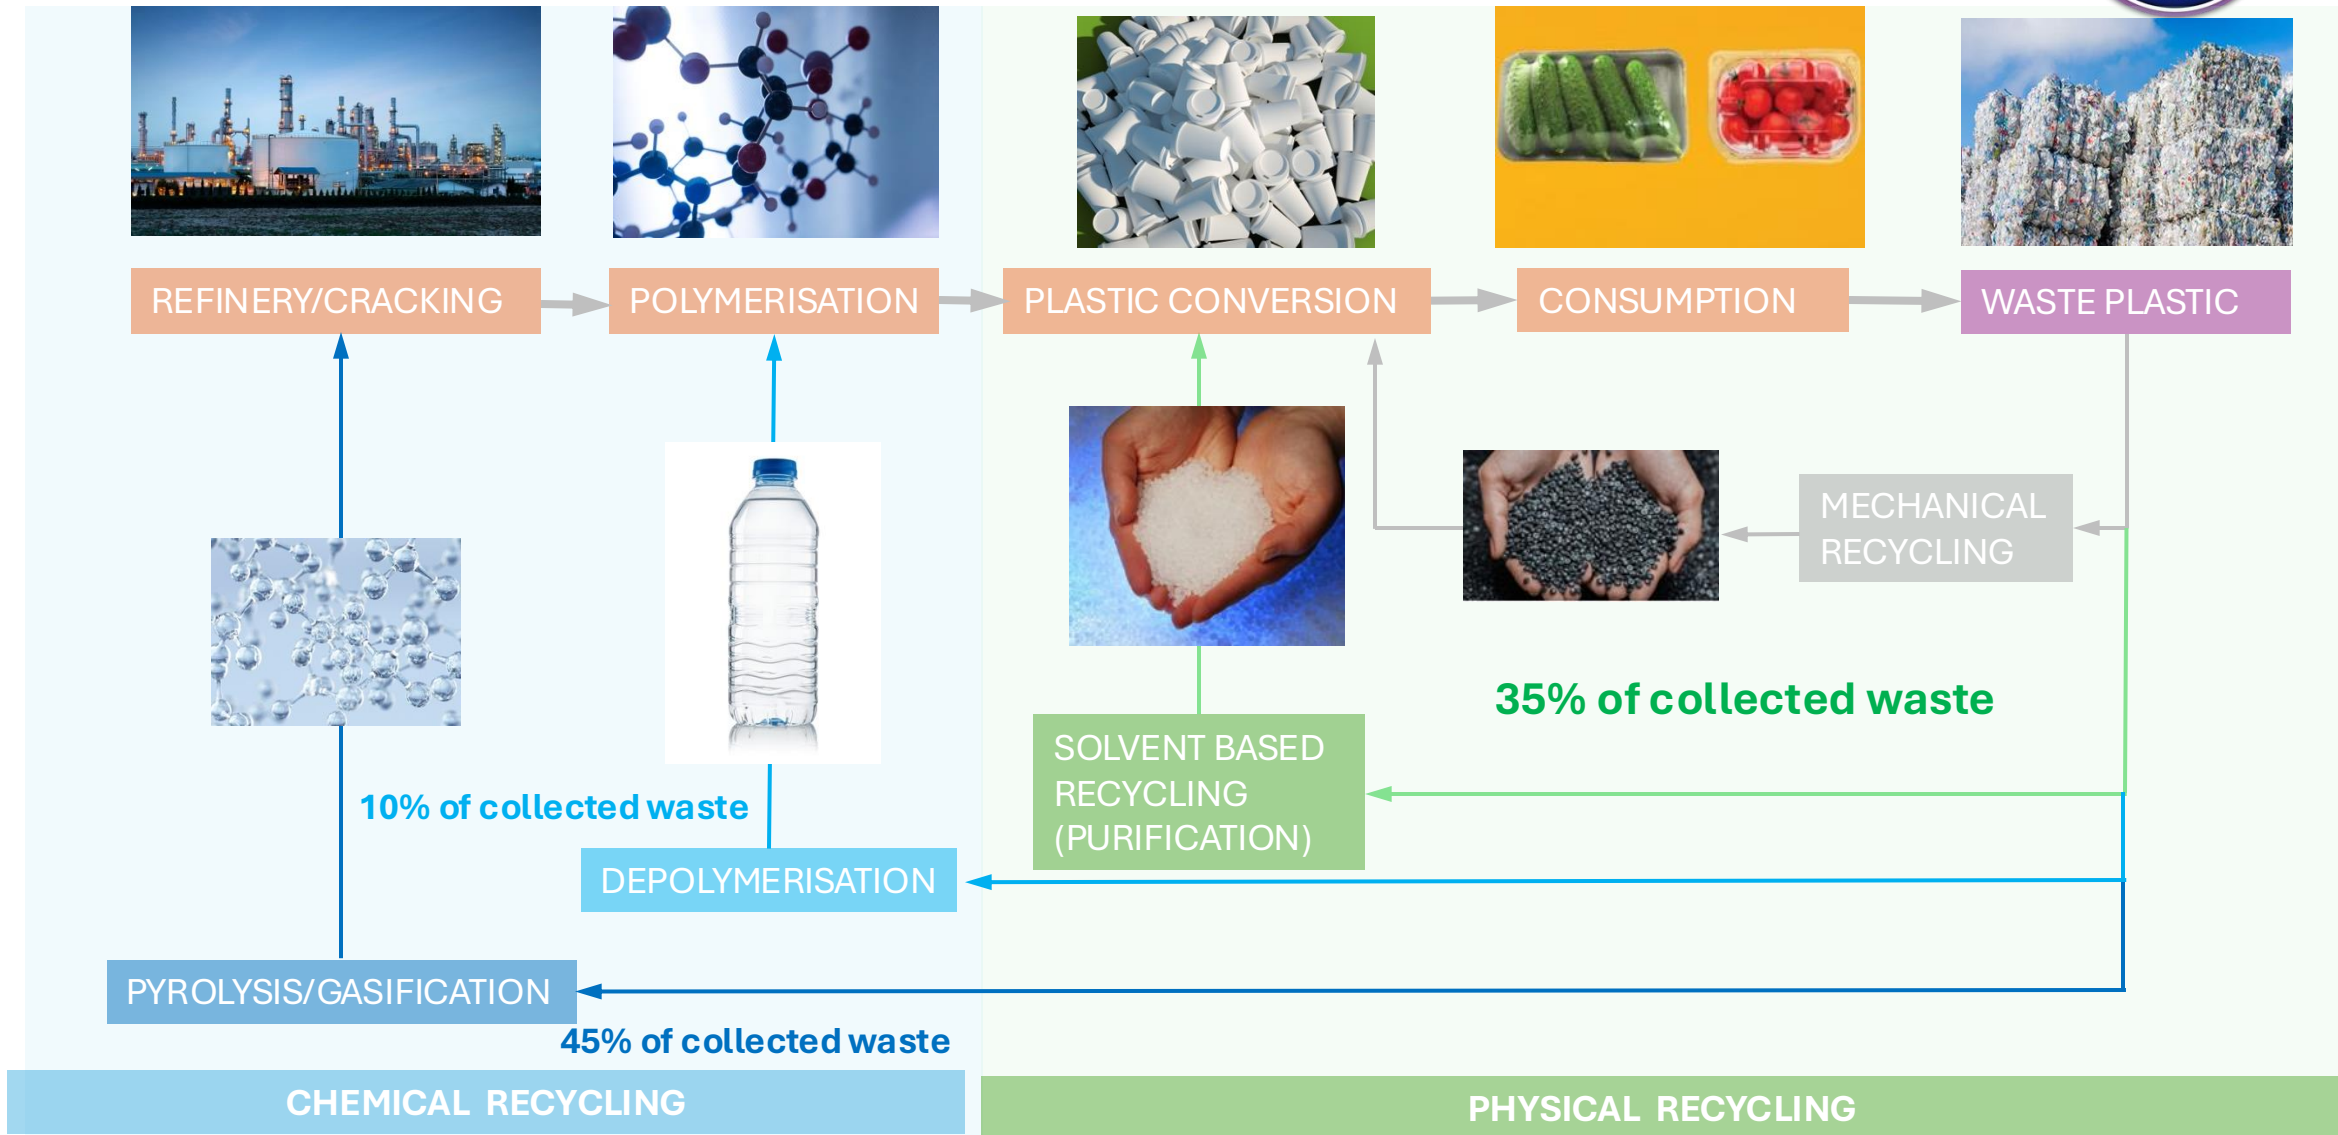 REFINERY/CRACKING
POLYMERISATION
PLASTIC CONVERSION
CONSUMPTION
WASTE PLASTIC
MECHANICAL
RECYCLING
35% of collected waste
SOLVENT BASED
RECYCLING
(PURIFICATION)
10% of collected waste
DEPOLYMERISATION
PYROLYSIS/GASIFICATION
45% of collected waste
CHEMICAL RECYCLING
PHYSICAL RECYCLING